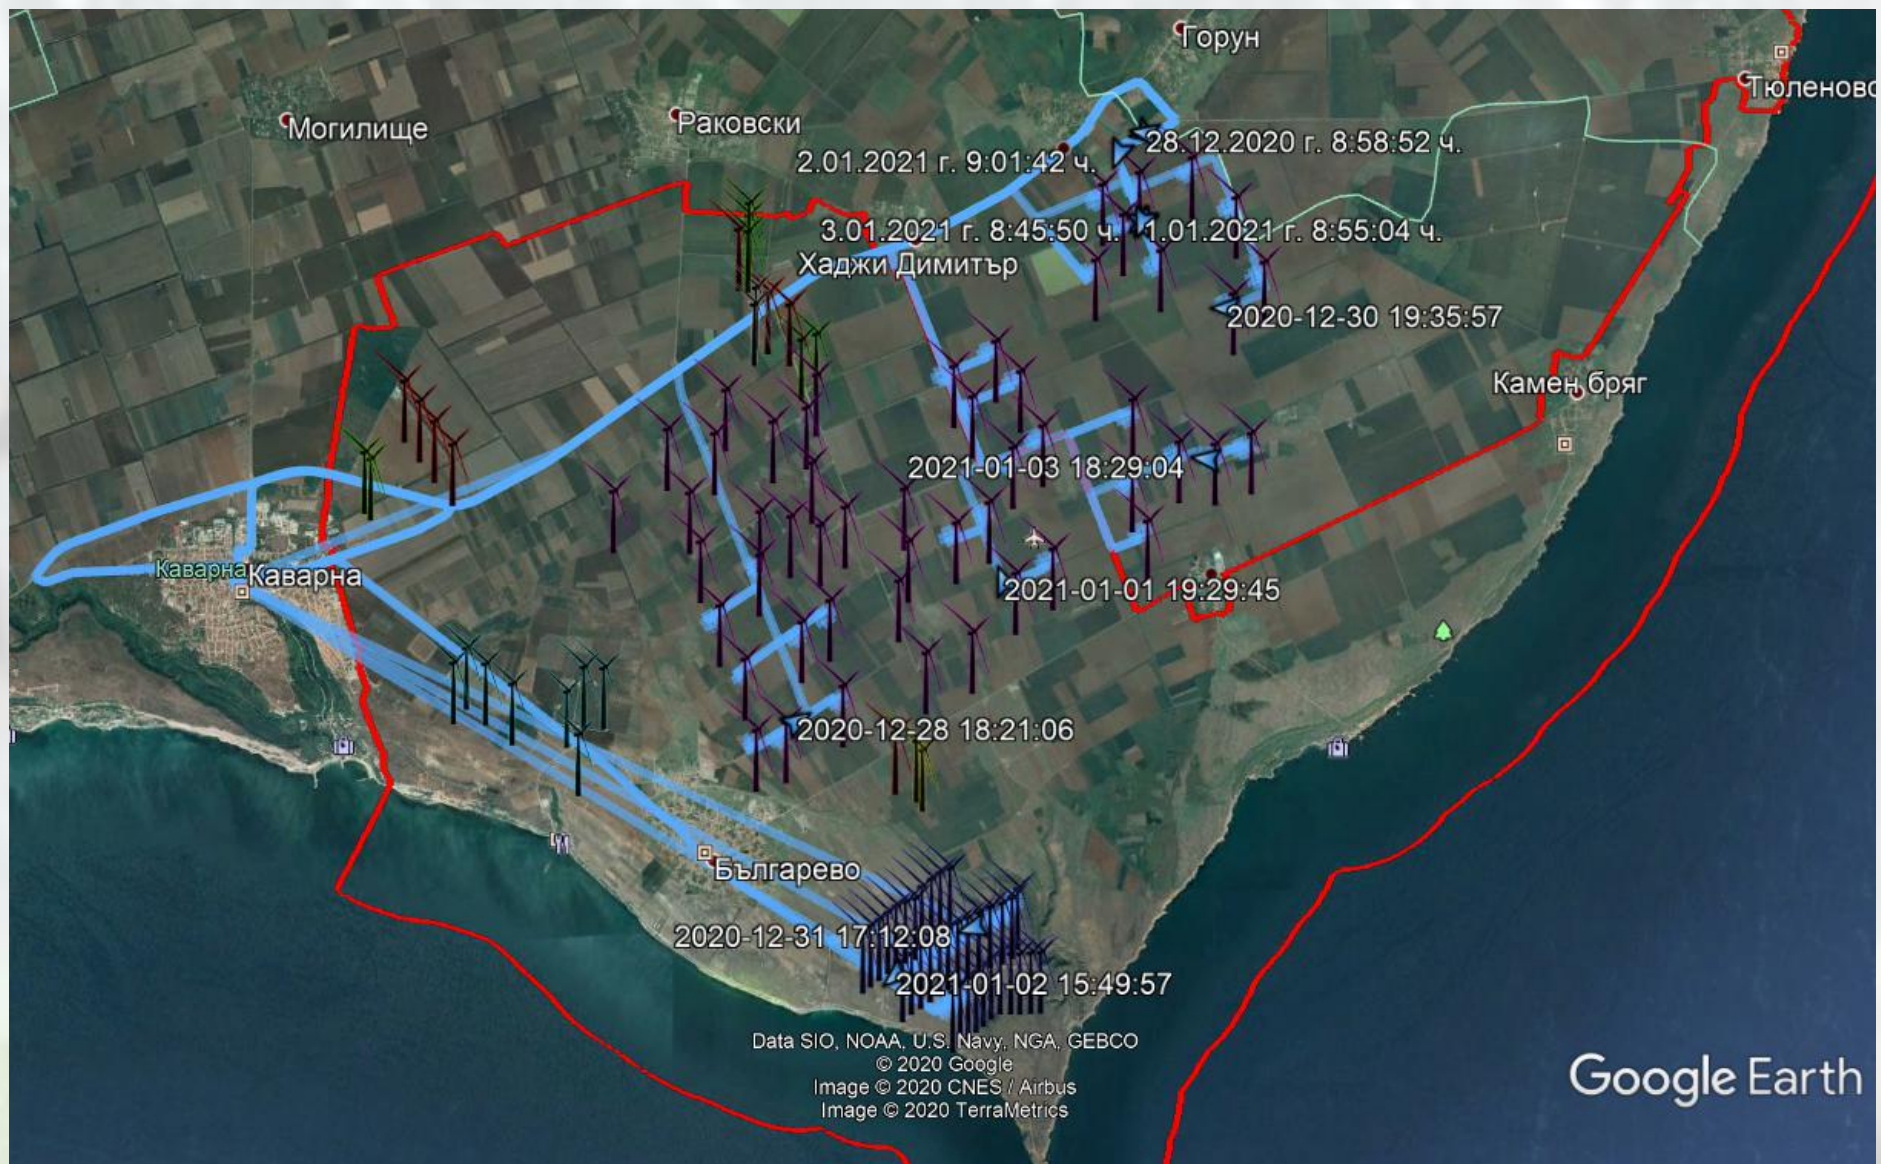 Горун
Тюленово
Могилище
Раковски
28.12.2020 г. 8:58:52 ч.
2.01.2021 г. 9:01:42 ч.
3.01.2021 г. 8:45:50 ч.
1.01.2021 г. 8:55:04 ч.
Хаджи Димитър
2020-12-30 19:35:57
Камен бряг
2021-01-03 18:29:04
Каварна
Каварна
2021-01-01 19:29:45
2020-12-28 18:21:06
Българево
2020-12-31 17:12:08
2021-01-02 15:49:57
Data SIO, NOAA, U.S. Navy, NGA, GEBCO
© 2020 Google
Image © 2020 CNES / Airbus
Image © 2020 TerraMetrics
Google Earth